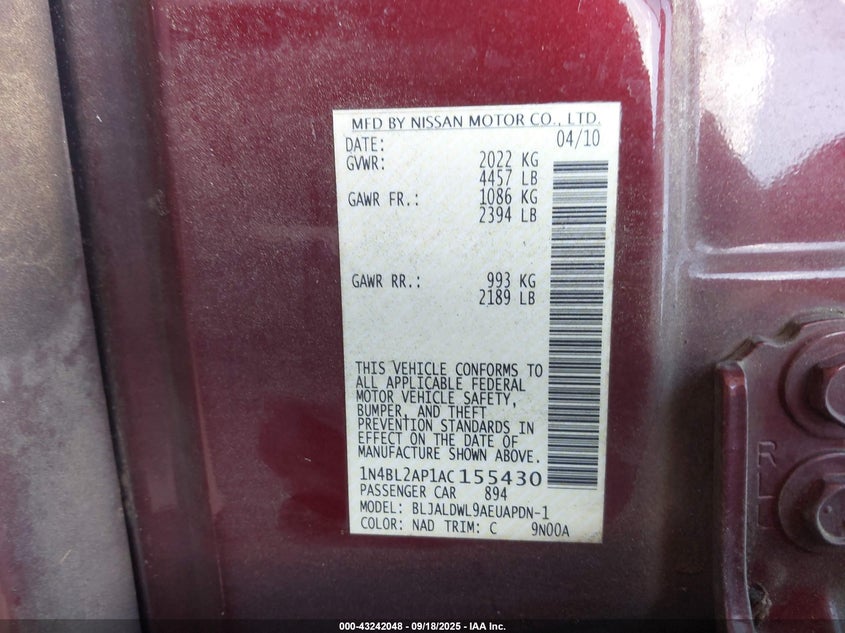 MFD BY NISSAN MOTOR CO., LTD.
DATE: 04/10
GVWR: 2022 KG
4457 LB
GAWR FR.: 1086 KG
2394 LB
GAWR RR.: 993 KG
2189 LB
THIS VEHICLE CONFORMS TO
ALL APPLICABLE FEDERAL
MOTOR VEHICLE SAFETY,
BUMPER, AND THEFT
PREVENTION STANDARDS IN
EFFECT ON THE DATE OF
MANUFACTURE SHOWN ABOVE.
1N4BL2AP1AC155430
PASSENGER CAR 894
MODEL: BLJALDWL9AEUAPDN-1
COLOR: NAD TRIM: C 9N00A
000-43242048 - 09/18/2025 - IAA Inc.